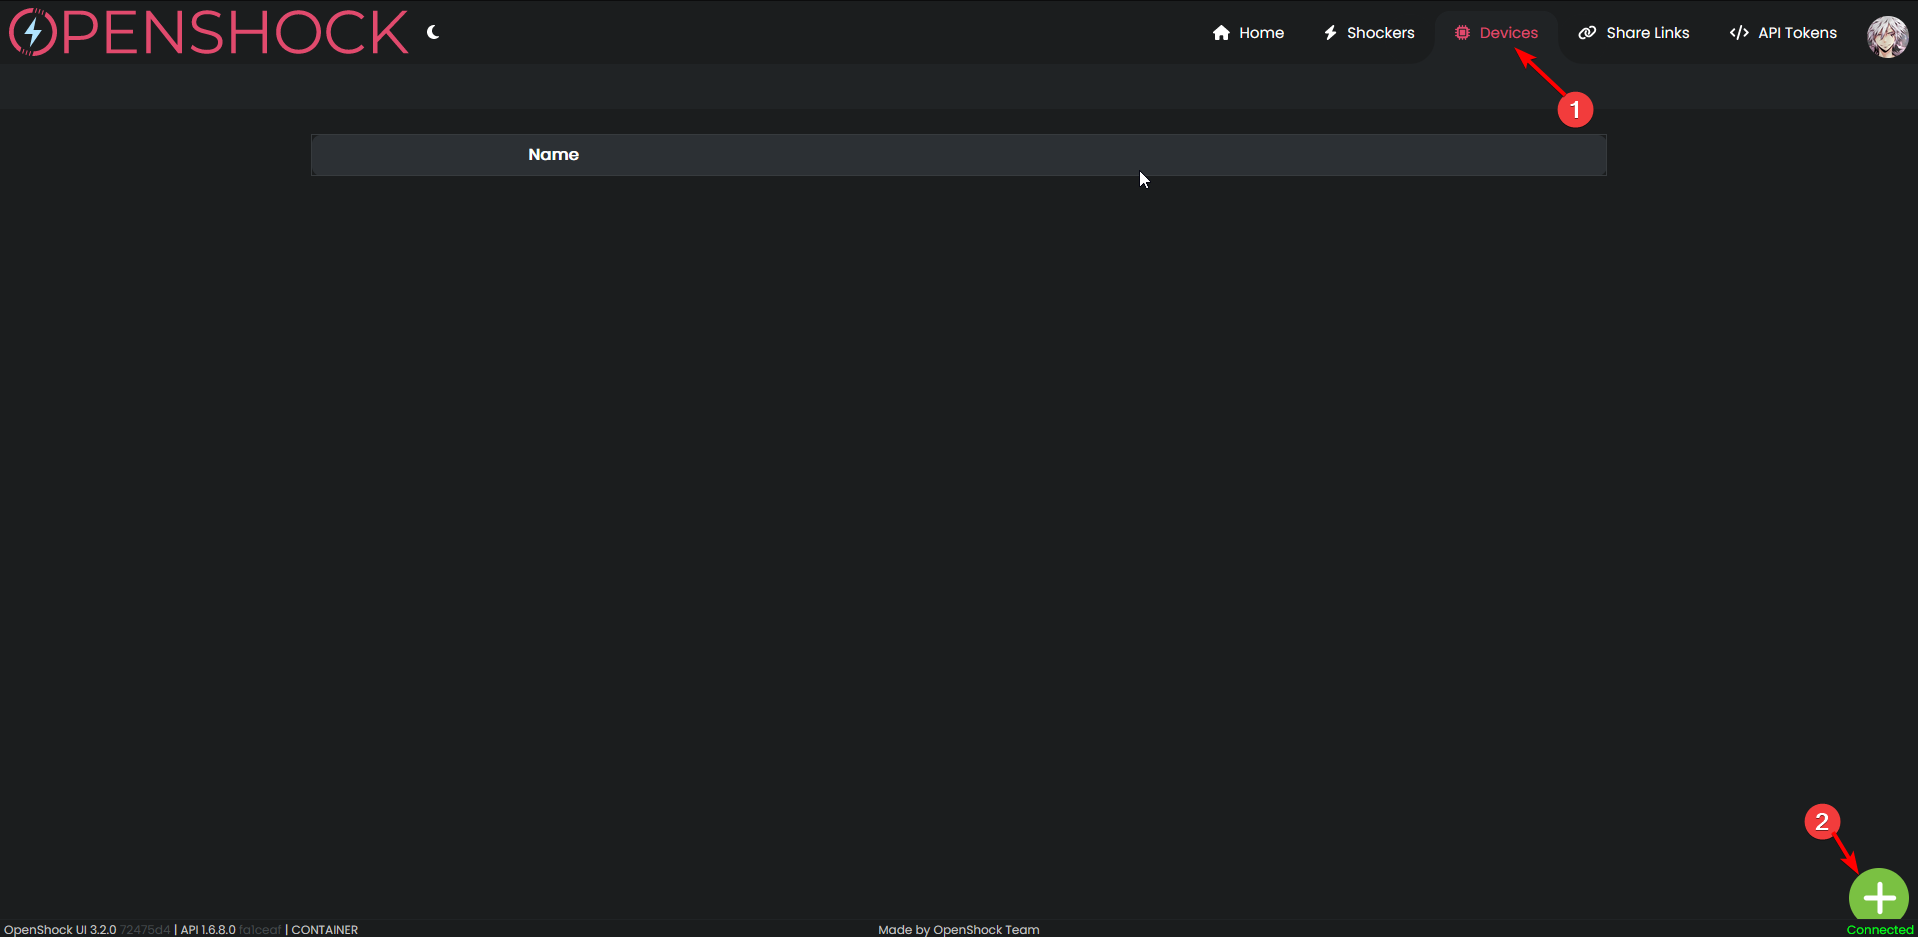 OPENSHOCK
Home
Shockers
Devices
Share Links
API Tokens
1
Name
2
OpenShock UI 3.2.0 72475d4 | API 1.6.8.0 fa1ceaf | CONTAINER
Made by OpenShock Team
Connected